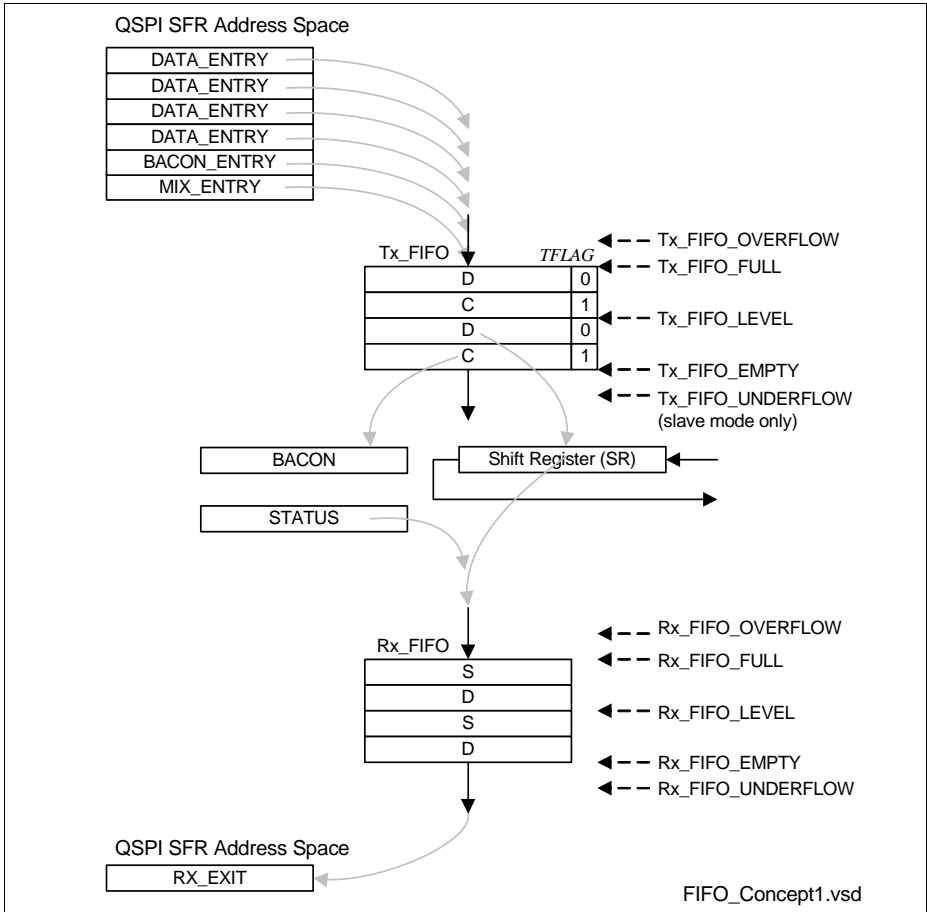 QSPI SFR Address Space
DATA_ENTRY
DATA_ENTRY
DATA_ENTRY
DATA_ENTRY
BACON_ENTRY
MIX_ENTRY
Tx_FIFO
TFLAG
D 0
C 1
D 0
C 1
Tx_FIFO_OVERFLOW
Tx_FIFO_FULL
Tx_FIFO_LEVEL
Tx_FIFO_EMPTY
Tx_FIFO_UNDERFLOW
(slave mode only)
BACON
Shift Register (SR)
STATUS
Rx_FIFO
S
D
S
D
Rx_FIFO_OVERFLOW
Rx_FIFO_FULL
Rx_FIFO_LEVEL
Rx_FIFO_EMPTY
Rx_FIFO_UNDERFLOW
QSPI SFR Address Space
RX_EXIT
FIFO_Concept1.vsd